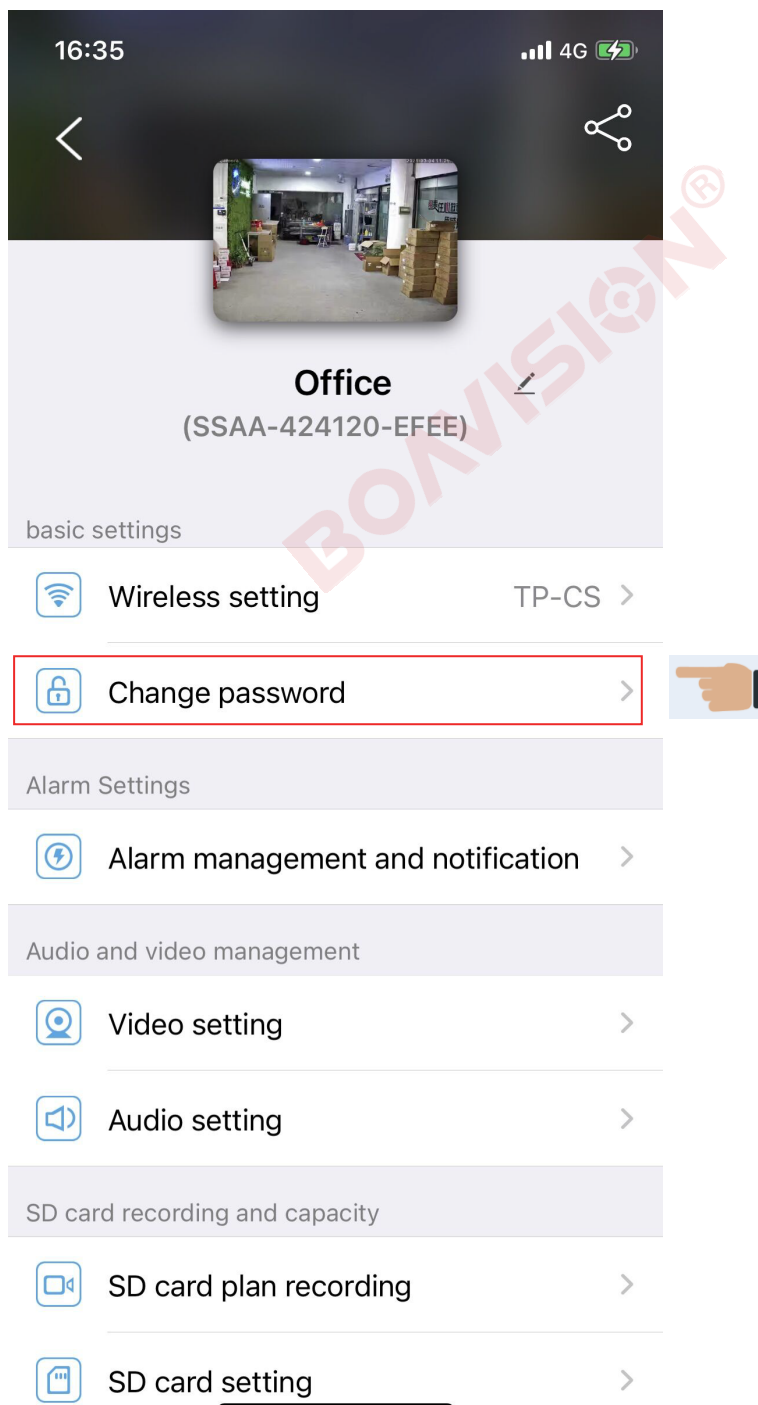 16:35
4G
Office
(SSAA-424120-EFEE)
BOAVISION®
basic settings
Wireless setting
TP-CS
Change password
Alarm Settings
Alarm management and notification
Audio and video management
Video setting
Audio setting
SD card recording and capacity
SD card plan recording
SD card setting